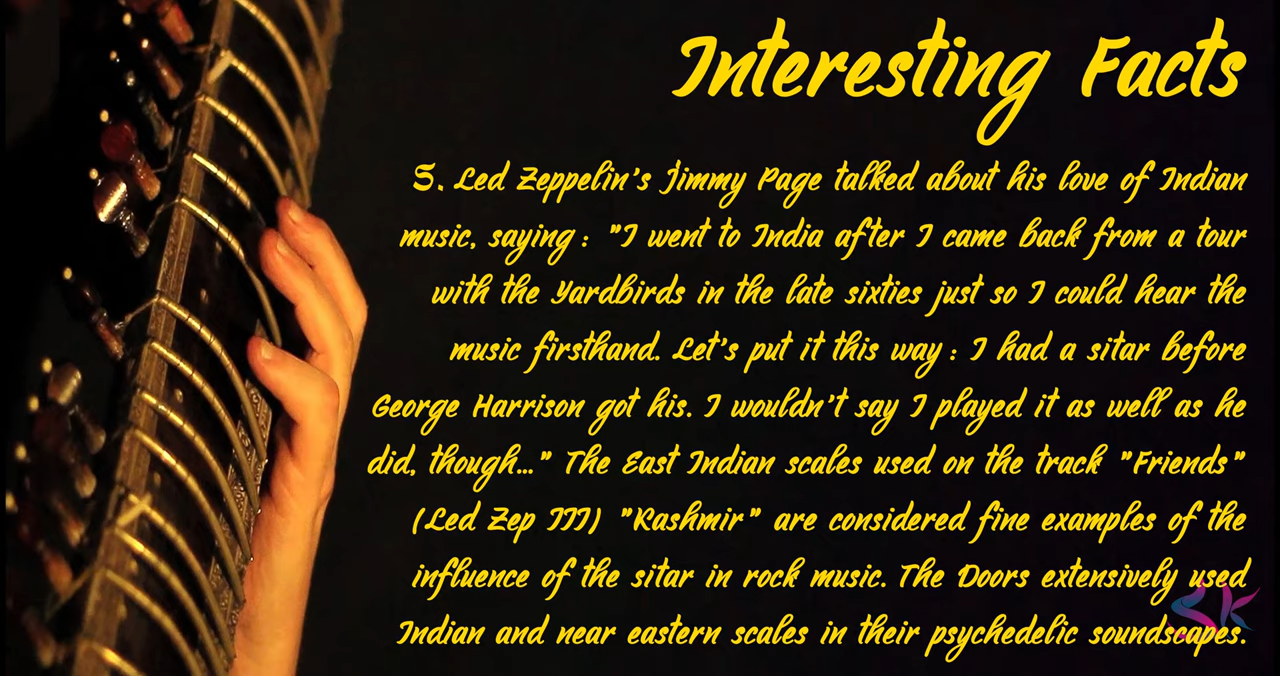 Interesting Facts
5. Led Zeppelin's Jimmy Page talked about his love of Indian
music, saying : "I went to India after I came back from a tour
with the Yardbirds in the late sixties just so I could hear the
music firsthand. Let's put it this way : I had a sitar before
George Harrison got his. I wouldn't say I played it as well as he
did, though..." The East Indian scales used on the track "Friends"
(Led Zep III) "Kashmir" are considered fine examples of the
influence of the sitar in rock music. The Doors extensively used
Indian and near eastern scales in their psychedelic soundscapes.
SK